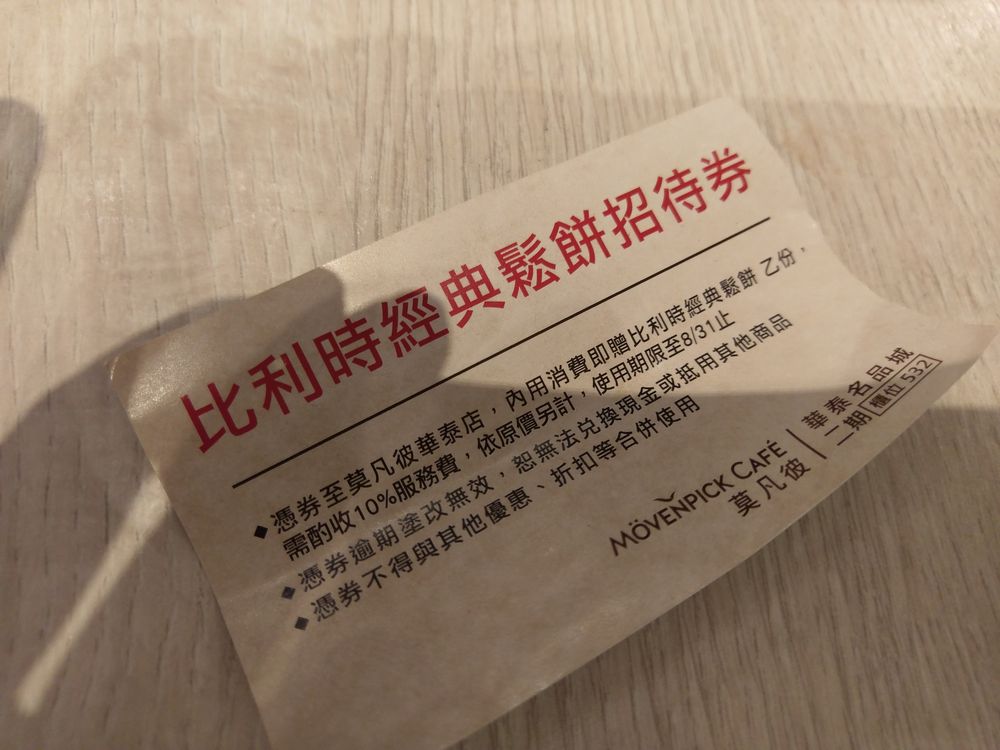 比利時經典鬆餅招待券
◆憑券至莫凡彼華泰店，內用消費即贈比利時經典鬆餅 乙份，
需酌收10%服務費，依原價另計，使用期限至8/31止
◆憑券逾期塗改無效，恕無法兌換現金或抵用其他商品
◆憑券不得與其他優惠、折扣等合併使用
MÖVENPICK CAFÉ
莫凡彼
華泰名品城
二期 櫃位 532